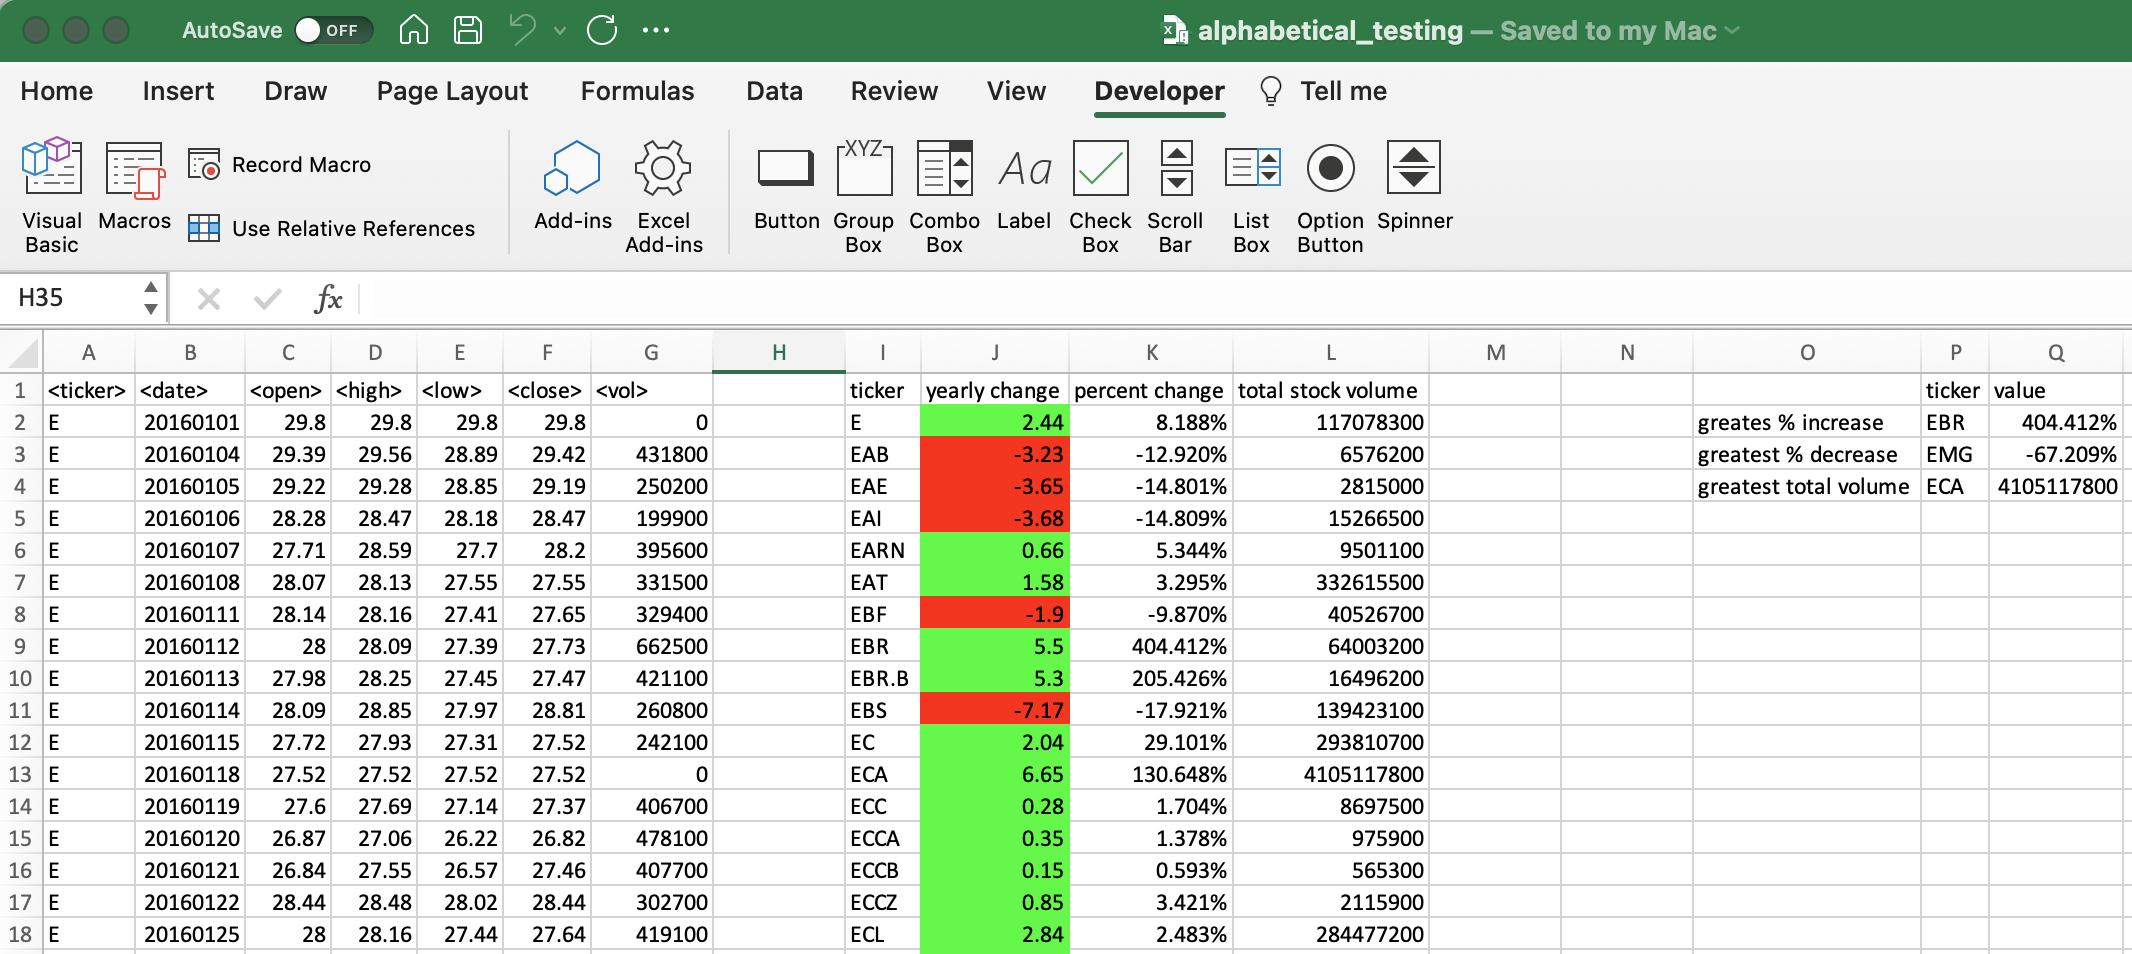 AutoSave OFF alphabetical_testing — Saved to my Mac
Home Insert Draw Page Layout Formulas Data Review View Developer Tell me
Visual Basic Macros Record Macro Use Relative References Add-ins Excel Add-ins XYZ Aa Button Group Box Combo Box Label Check Box Scroll Bar List Box Option Button Spinner
H35 fx
A B C D E F G H I J K L M N O P Q
1 <ticker> <date> <open> <high> <low> <close> <vol> ticker yearly change percent change total stock volume ticker value
2 E 20160101 29.8 29.8 29.8 29.8 0 E 2.44 8.188% 117078300 greates % increase EBR 404.412%
3 E 20160104 29.39 29.56 28.89 29.42 431800 EAB -3.23 -12.920% 6576200 greatest % decrease EMG -67.209%
4 E 20160105 29.22 29.28 28.85 29.19 250200 EAE -3.65 -14.801% 2815000 greatest total volume ECA 4105117800
5 E 20160106 28.28 28.47 28.18 28.47 199900 EAI -3.68 -14.809% 15266500
6 E 20160107 27.71 28.59 27.7 28.2 395600 EARN 0.66 5.344% 9501100
7 E 20160108 28.07 28.13 27.55 27.55 331500 EAT 1.58 3.295% 332615500
8 E 20160111 28.14 28.16 27.41 27.65 329400 EBF -1.9 -9.870% 40526700
9 E 20160112 28 28.09 27.39 27.73 662500 EBR 5.5 404.412% 64003200
10 E 20160113 27.98 28.25 27.45 27.47 421100 EBR.B 5.3 205.426% 16496200
11 E 20160114 28.09 28.85 27.97 28.81 260800 EBS -7.17 -17.921% 139423100
12 E 20160115 27.72 27.93 27.31 27.52 242100 EC 2.04 29.101% 293810700
13 E 20160118 27.52 27.52 27.52 27.52 0 ECA 6.65 130.648% 4105117800
14 E 20160119 27.6 27.69 27.14 27.37 406700 ECC 0.28 1.704% 8697500
15 E 20160120 26.87 27.06 26.22 26.82 478100 ECCA 0.35 1.378% 975900
16 E 20160121 26.84 27.55 26.57 27.46 407700 ECCB 0.15 0.593% 565300
17 E 20160122 28.44 28.48 28.02 28.44 302700 ECCZ 0.85 3.421% 2115900
18 E 20160125 28 28.16 27.44 27.64 419100 ECL 2.84 2.483% 284477200